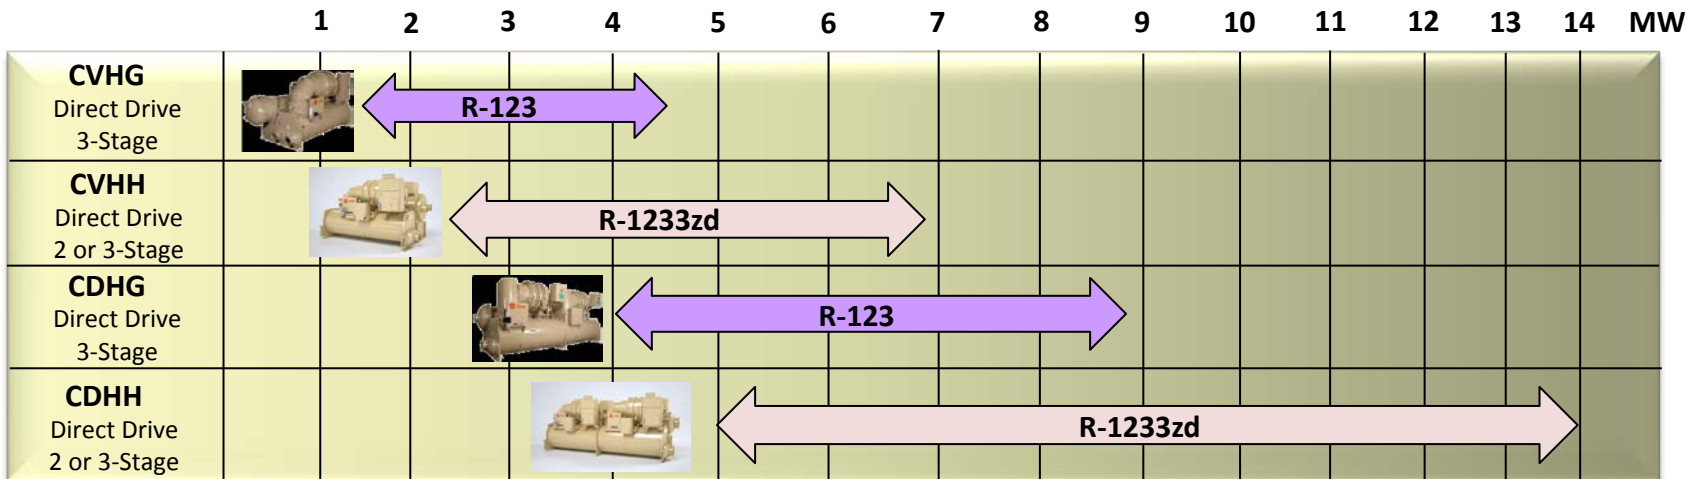 1 2 3 4 5 6 7 8 9 10 11 12 13 14 MW
CVHG
Direct Drive
3-Stage
R-123
CVHH
Direct Drive
2 or 3-Stage
R-1233zd
CDHG
Direct Drive
3-Stage
R-123
CDHH
Direct Drive
2 or 3-Stage
R-1233zd